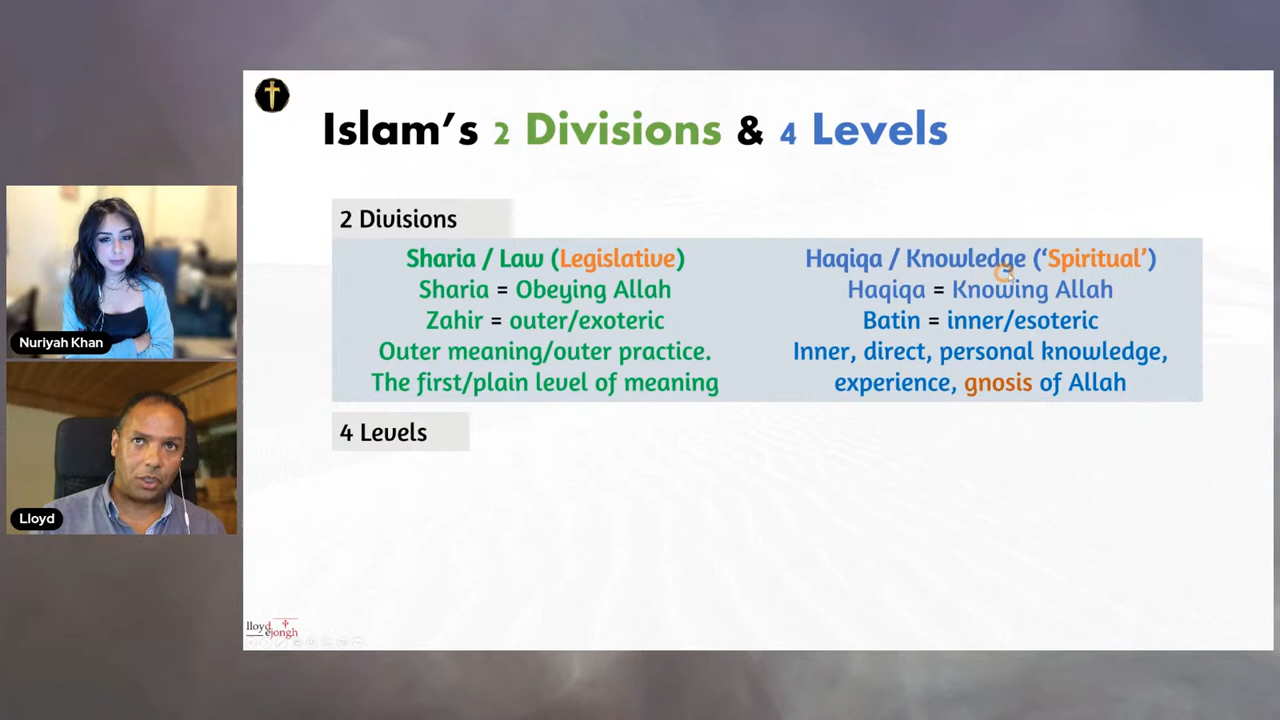 Islam's 2 Divisions & 4 Levels
2 Divisions
Sharia / Law (Legislative)
Sharia = Obeying Allah
Zahir = outer/exoteric
Outer meaning/outer practice.
The first/plain level of meaning
Haqiqa / Knowledge ('Spiritual')
Haqiqa = Knowing Allah
Batin = inner/esoteric
Inner, direct, personal knowledge,
experience, gnosis of Allah
4 Levels
Nuriyah Khan
Lloyd
lloyd
ejongh